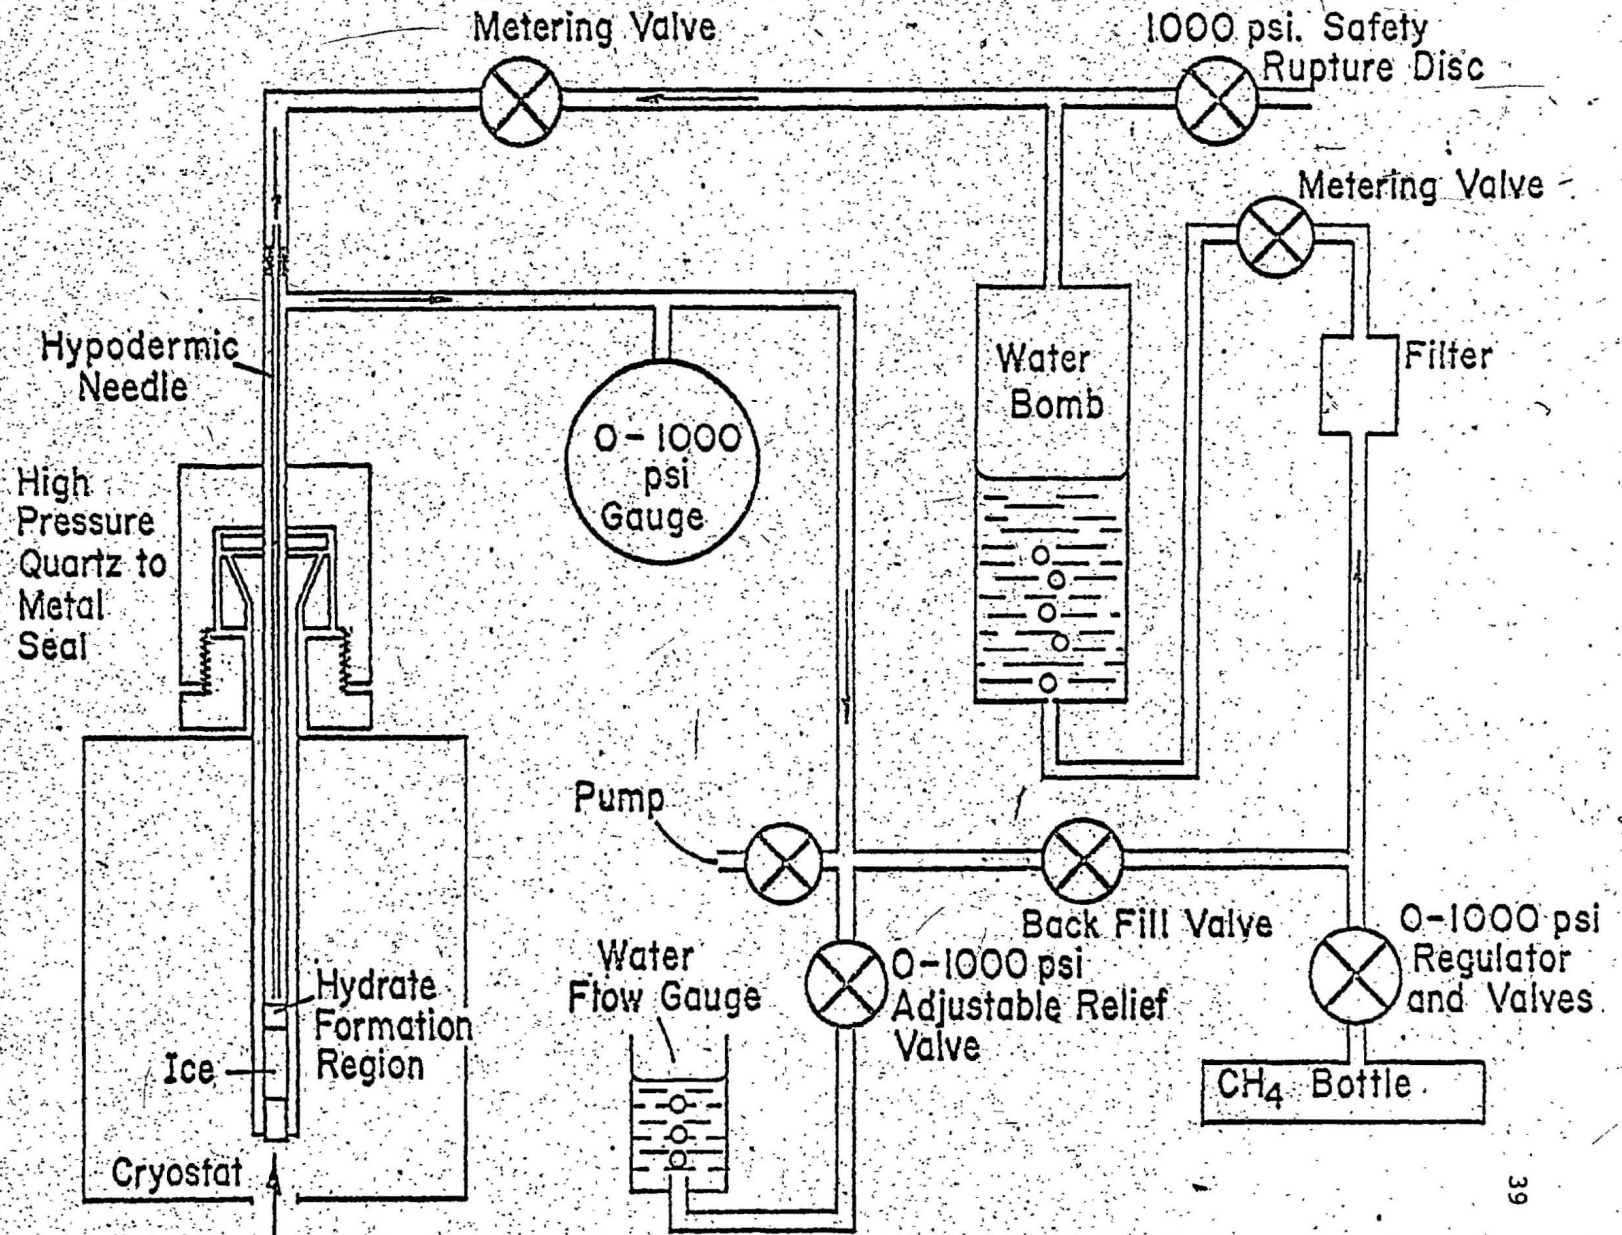 Metering Valve
1000 psi. Safety
Rupture Disc
Metering Valve
Hypodermic
Needle
Water
Bomb
Filter
0-1000
psi
Gauge
High
Pressure
Quartz to
Metal
Seal
Pump
Back Fill Valve
0-1000 psi
Regulator
and Valves
Water
Flow Gauge
0-1000 psi
Adjustable Relief
Valve
Hydrate
Formation
Region
Ice
CH4 Bottle
Cryostat
39